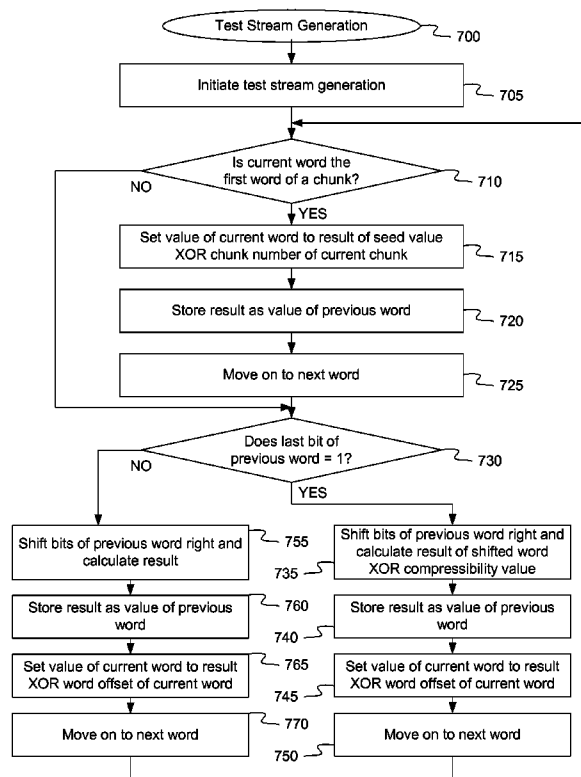 Test Stream Generation
700
Initiate test stream generation
705
Is current word the
first word of a chunk?
710
NO
YES
Set value of current word to result of seed value
XOR chunk number of current chunk
715
Store result as value of previous word
720
Move on to next word
725
Does last bit of
previous word = 1?
730
NO
YES
Shift bits of previous word right and
calculate result
755
Shift bits of previous word right and
calculate result of shifted word
XOR compressibility value
735
Store result as value of previous
word
760
Store result as value of previous
word
740
Set value of current word to result
XOR word offset of current word
765
Set value of current word to result
XOR word offset of current word
745
Move on to next word
770
Move on to next word
750